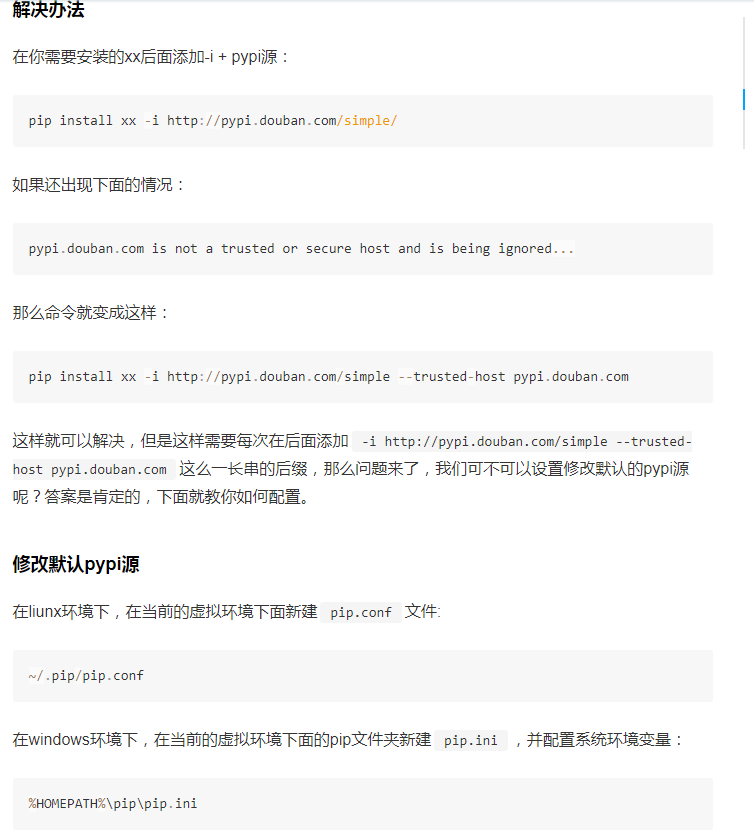 解决办法
在你需要安装的xx后面添加-i + pypi源：
pip install xx -i http://pypi.douban.com/simple/
如果还出现下面的情况：
pypi.douban.com is not a trusted or secure host and is being ignored...
那么命令就变成这样：
pip install xx -i http://pypi.douban.com/simple --trusted-host pypi.douban.com
这样就可以解决，但是这样需要每次在后面添加 -i http://pypi.douban.com/simple --trusted-
host pypi.douban.com 这么一长串的后缀，那么问题来了，我们可不可以设置修改默认的pypi源
呢？答案是肯定的，下面就教你如何配置。
修改默认pypi源
在liunx环境下，在当前的虚拟环境下面新建 pip.conf 文件:
~/.pip/pip.conf
在windows环境下，在当前的虚拟环境下面的pip文件夹新建 pip.ini ，并配置系统环境变量：
%HOMEPATH%\pip\pip.ini